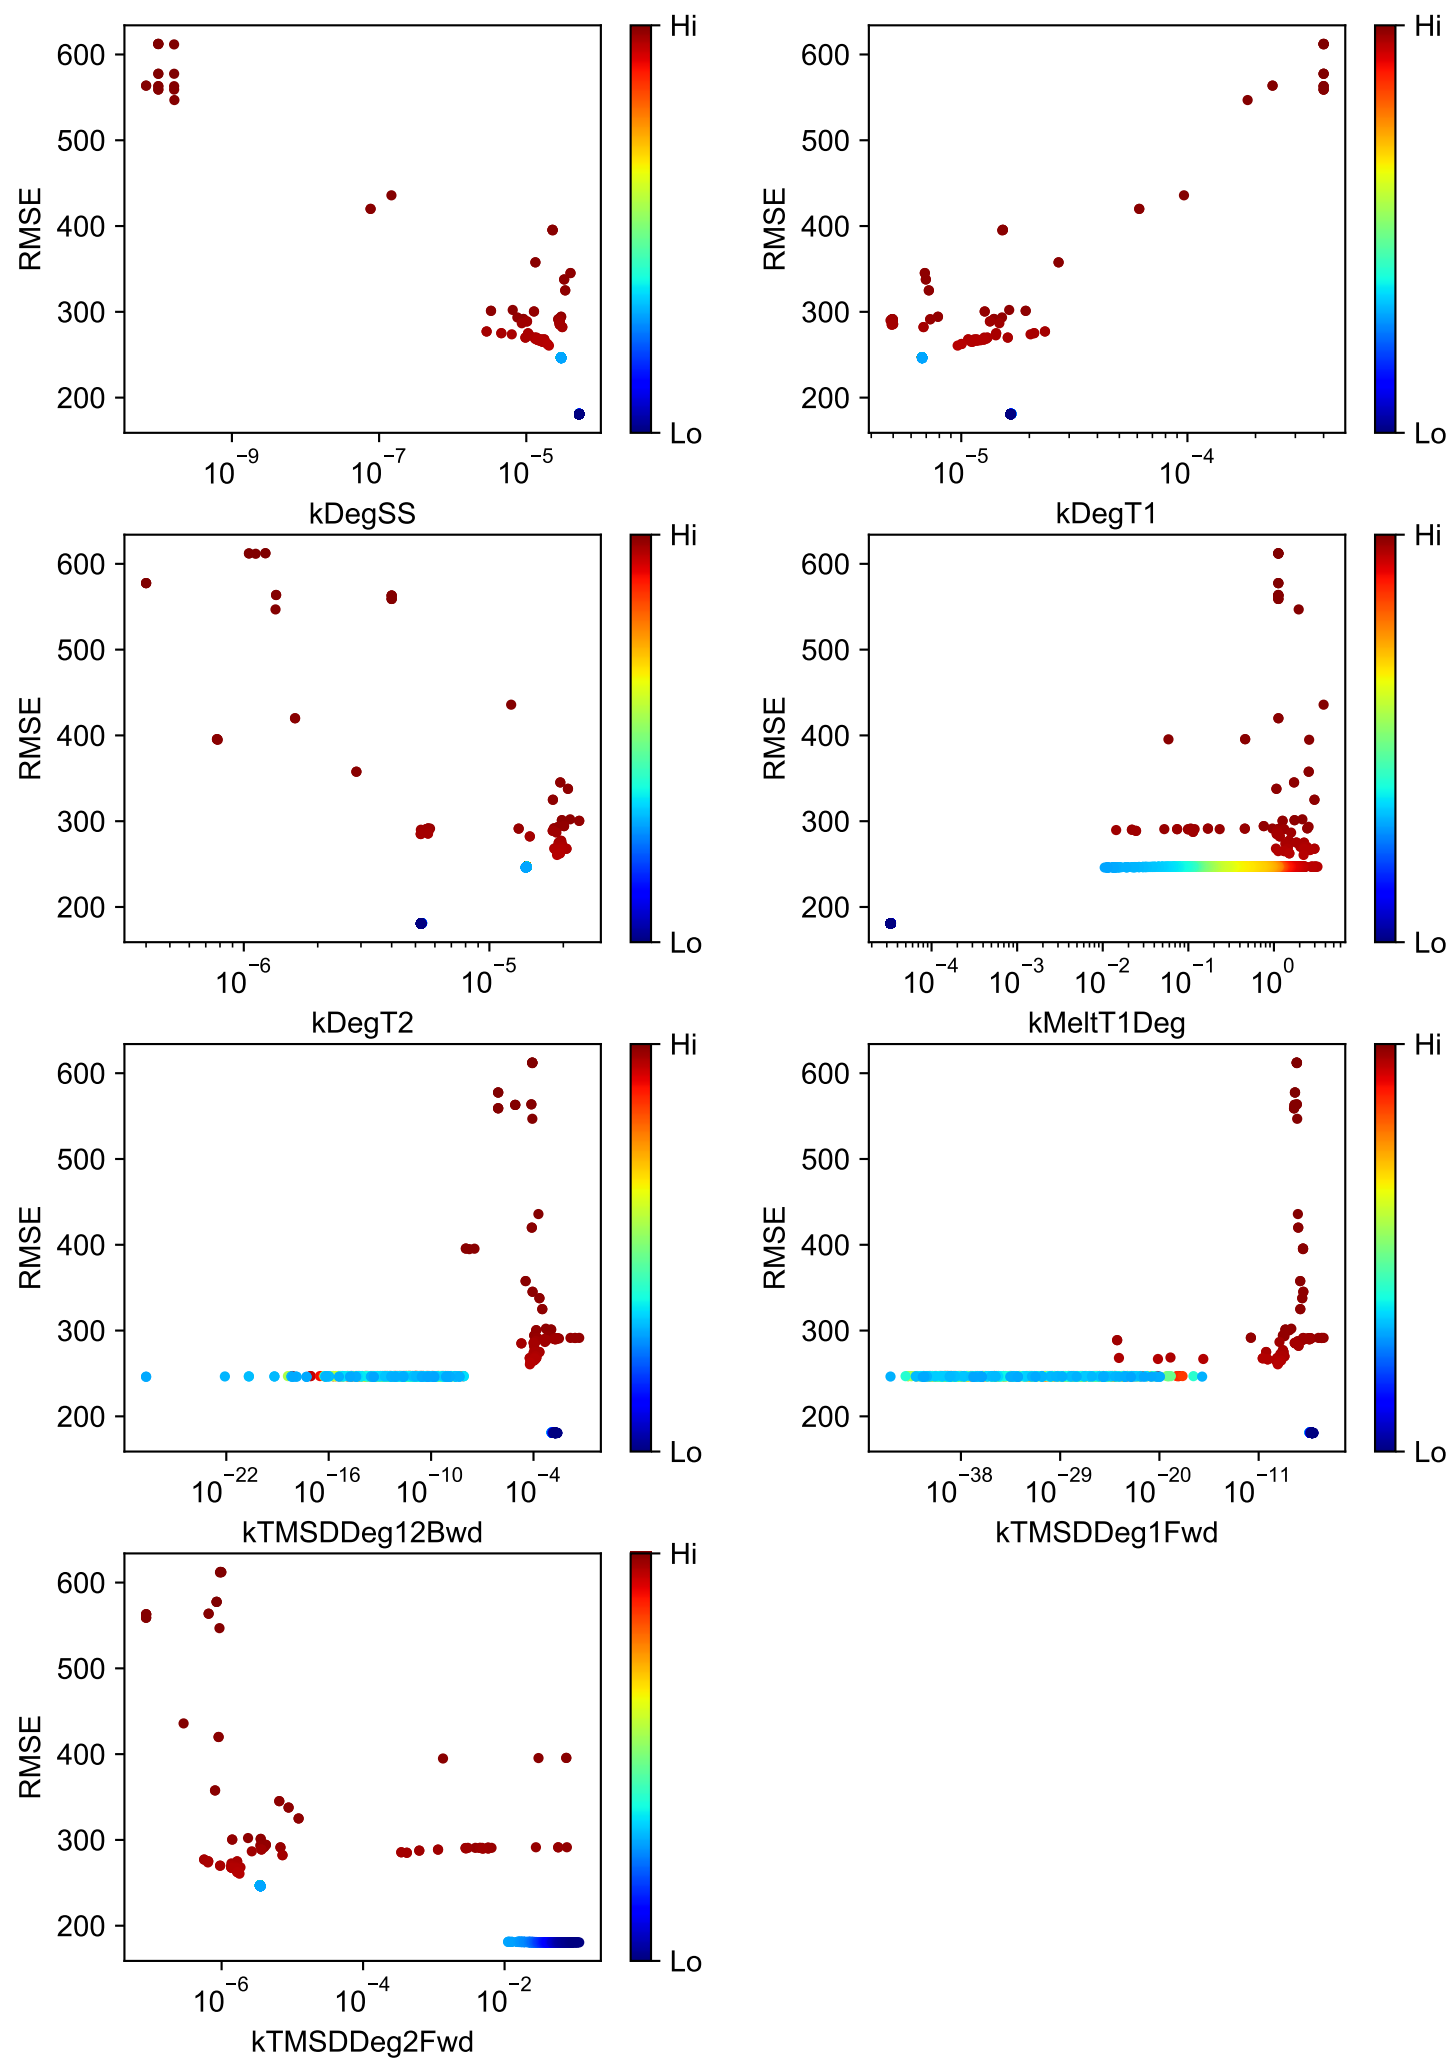 Hi
Hi
600
600
500
500
RMSE
RMSE
400
400
300
300
200
200
Lo
Lo
10⁻⁹ 10⁻⁷ 10⁻⁵
10⁻⁵ 10⁻⁴
kDegSS
kDegT1
Hi
Hi
600
600
500
500
RMSE
RMSE
400
400
300
300
200
200
Lo
Lo
10⁻⁶ 10⁻⁵
10⁻⁴ 10⁻³ 10⁻² 10⁻¹ 10⁰
kDegT2
kMeltT1Deg
Hi
Hi
600
600
500
500
RMSE
RMSE
400
400
300
300
200
200
Lo
Lo
10⁻²² 10⁻¹⁶ 10⁻¹⁰ 10⁻⁴
10⁻³⁸ 10⁻²⁹ 10⁻²⁰ 10⁻¹¹
kTMSDDeg12Bwd
kTMSDDeg1Fwd
Hi
600
500
RMSE
400
300
200
Lo
10⁻⁶ 10⁻⁴ 10⁻²
kTMSDDeg2Fwd